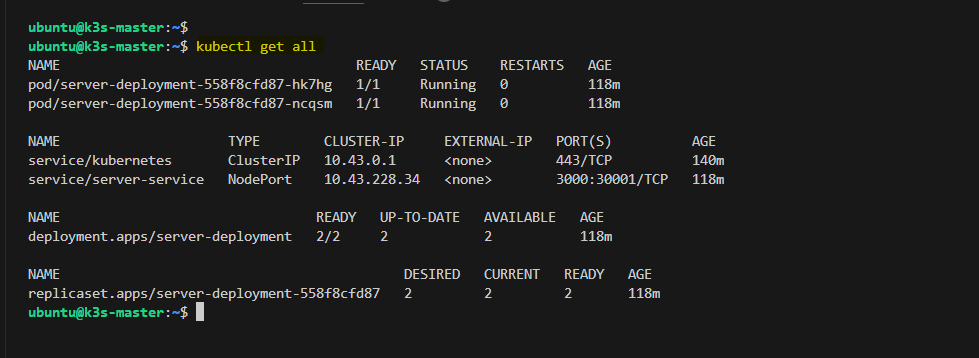 ubuntu@k3s-master:~$
ubuntu@k3s-master:~$ kubectl get all
NAME                                     READY   STATUS    RESTARTS   AGE
pod/server-deployment-558f8cfd87-hk7hg   1/1     Running   0          118m
pod/server-deployment-558f8cfd87-ncqsm   1/1     Running   0          118m
NAME                     TYPE        CLUSTER-IP      EXTERNAL-IP   PORT(S)          AGE
service/kubernetes       ClusterIP   10.43.0.1       <none>        443/TCP          140m
service/server-service   NodePort    10.43.228.34    <none>        3000:30001/TCP   118m
NAME                                READY   UP-TO-DATE   AVAILABLE   AGE
deployment.apps/server-deployment   2/2     2            2           118m
NAME                                           DESIRED   CURRENT   READY   AGE
replicaset.apps/server-deployment-558f8cfd87   2         2         2       118m
ubuntu@k3s-master:~$